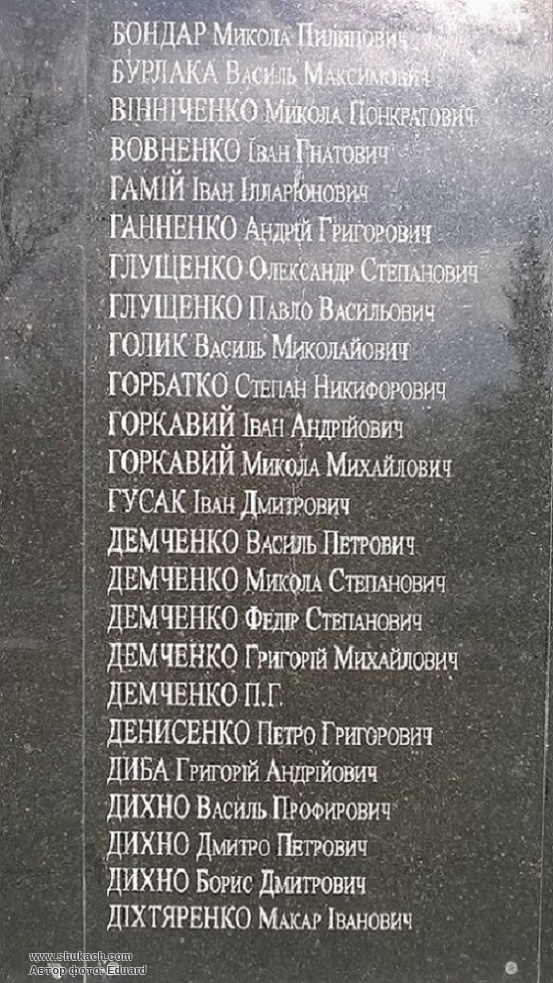 БОНДАР Микола Пилипович
БУРЛАКА Василь Максимович
ВІННІЧЕНКО Микола Понкратович
ВОВНЕНКО Іван Гнатович
ГАМІЙ Іван Ілларіонович
ГАННЕНКО Андрій Григорович
ГЛУЩЕНКО Олександр Степанович
ГЛУЩЕНКО Павло Васильович
ГОЛИК Василь Миколайович
ГОРБАТКО Степан Никифорович
ГОРКАВИЙ Іван Андрійович
ГОРКАВИЙ Микола Михайлович
ГУСАК Іван Дмитрович
ДЕМЧЕНКО Василь Петрович
ДЕМЧЕНКО Микола Степанович
ДЕМЧЕНКО Федір Степанович
ДЕМЧЕНКО Григорій Михайлович
ДЕМЧЕНКО П.Г.
ДЕНИСЕНКО Петро Григорович
ДИБА Григорій Андрійович
ДИХНО Василь Профирович
ДИХНО Дмитро Петрович
ДИХНО Борис Дмитрович
ДІХТЯРЕНКО Макар Іванович
www.shukach.com
Автор фото: Eduard